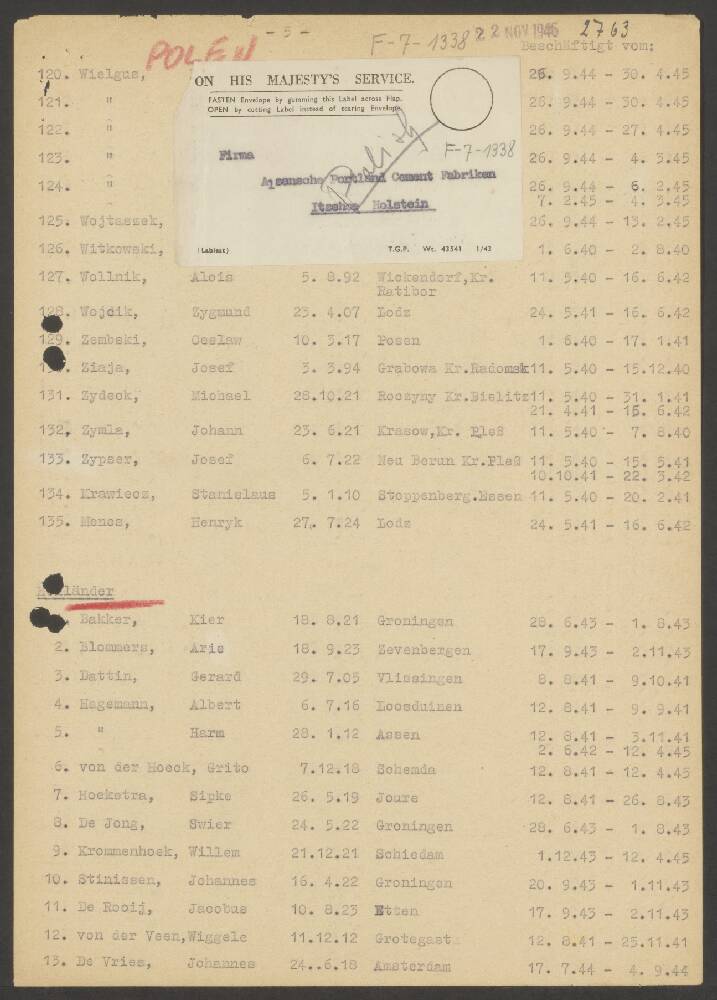 - 5 -
POLEN
F-7-1338
22 NOV 1946
2763
Beschäftigt vom:
120. Wielgus, 26. 9.44 - 30. 4.45
121. " 26. 9.44 - 30. 4.45
122. " 26. 9.44 - 27. 4.45
123. " 26. 9.44 - 4. 3.45
124. " 26. 9.44 - 6. 2.45
7. 2.45 - 4. 3.45
125. Wojtaszek, 26. 9.44 - 13. 2.45
126. Witkowski, 1. 6.40 - 2. 8.40
ON HIS MAJESTY'S SERVICE.
FASTEN Envelope by gumming this Label across Flap.
OPEN by cutting Label instead of tearing Envelope.
F-7-1338
Firma
Alsensche Portland Cement Fabriken
Itzehoe Holstein
(Lablest) T.G.P. Wt. 43541 1/43
127. Wollnik, Alois 5. 8.92 Wickendorf,Kr. 11. 5.40 - 16. 6.42
Ratibor
128. Wojcik, Zygmund 23. 4.07 Lodz 24. 5.41 - 16. 6.42
129. Zembski, Ceslaw 10. 3.17 Posen 1. 6.40 - 17. 1.41
Ziaja, Josef 3. 3.94 Grabowa Kr.Radomsk 11. 5.40 - 15.12.40
131. Zydeck, Michael 28.10.21 Roczyny Kr.Bielitz 11. 5.40 - 31. 1.41
21. 4.41 - 16. 6.42
132. Zymla, Johann 23. 6.21 Krasow,Kr. Pleß 11. 5.40 - 7. 8.40
133. Zypser, Josef 6. 7.22 Neu Berun Kr.Pleß 11. 5.40 - 15. 5.41
10.10.41 - 22. 3.42
134. Krawiecz, Stanislaus 5. 1.10 Stoppenberg.Essen 11. 5.40 - 20. 2.41
135. Mencs, Henryk 27. 7.24 Lodz 24. 5.41 - 16. 6.42
Holländer
Bakker, Kier 18. 8.21 Groningen 28. 6.43 - 1. 8.43
2. Blommers, Arie 18. 9.23 Zevenbergen 17. 9.43 - 2.11.43
3. Dattin, Gerard 29. 7.05 Vlissingen 8. 8.41 - 9.10.41
4. Hagemann, Albert 6. 7.16 Loosduinen 12. 8.41 - 9. 9.41
5. " Harm 28. 1.12 Assen 12. 8.41 - 3.11.41
2. 6.42 - 12. 4.45
6. von der Hoeck, Grito 7.12.18 Schemda 12. 8.41 - 12. 4.45
7. Hoekstra, Sipke 26. 5.19 Joure 12. 8.41 - 26. 8.43
8. De Jong, Swier 24. 5.22 Groningen 28. 6.43 - 1. 8.43
9. Krommenhoek, Willem 21.12.21 Schiedam 1.12.43 - 12. 4.45
10. Stinissen, Johannes 16. 4.22 Groningen 20. 9.43 - 1.11.43
11. De Rooij, Jacobus 10. 8.23 Etten 17. 9.43 - 2.11.43
12. von der Veen,Wiggele 11.12.12 Grotegast 12. 8.41 - 25.11.41
13. De Vries, Johannes 24..6.18 Amsterdam 17. 7.44 - 4. 9.44